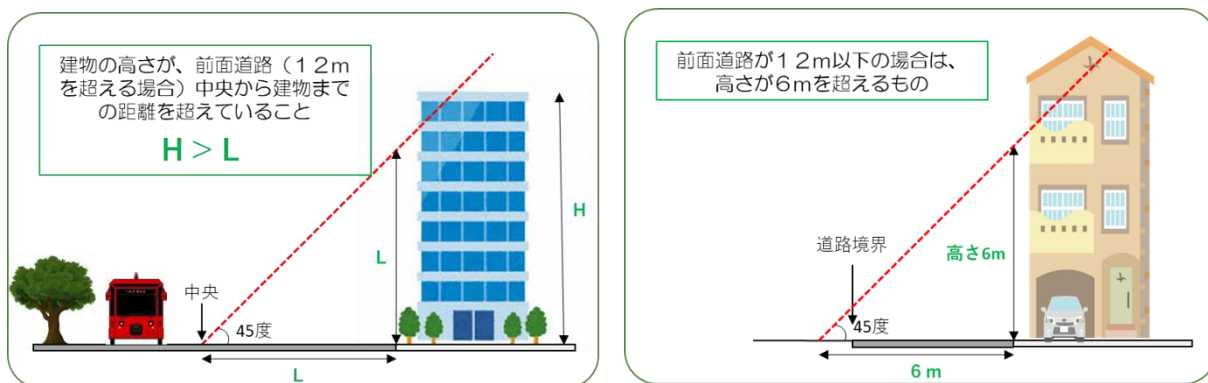 建物の高さが、前面道路（１２ｍ
を超える場合）中央から建物まで
の距離を超えていること
H > L
中央
45度
L
L
H
前面道路が１２ｍ以下の場合は、
高さが６ｍを超えるもの
道路境界
高さ6m
45度
6 m